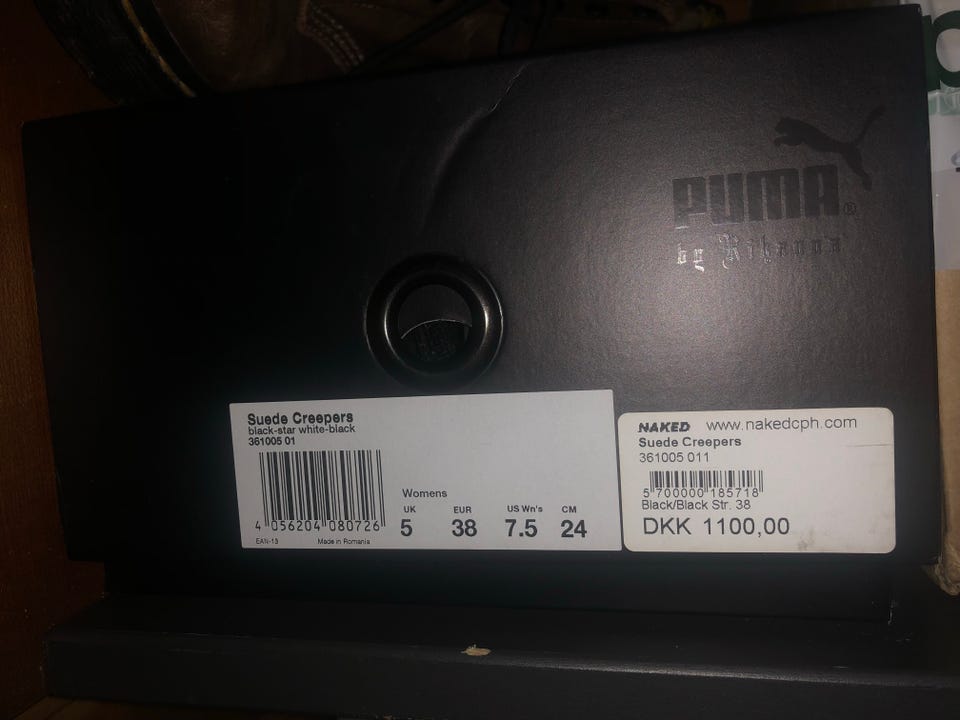 PUMA®
by Rihanna
Suede Creepers
black-star white-black
361005 01
4 056204 080726
EAN-13
Made in Romania
Womens
UK EUR US Wn's CM
5 38 7.5 24
NAKED www.nakedcph.com
Suede Creepers
361005 011
5 700000 185718
Black/Black Str. 38
DKK 1100,00